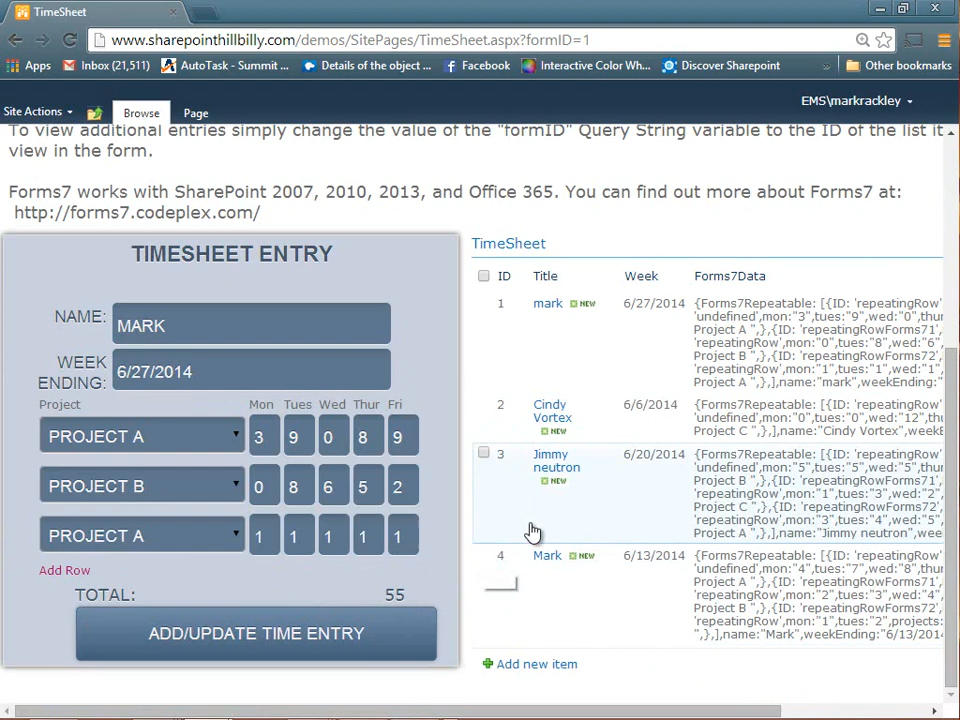 TimeSheet
www.sharepointhillbilly.com/demos/SitePages/TimeSheet.aspx?formID=1
Apps Inbox (21,511) AutoTask - Summit ... Details of the object ... Facebook Interactive Color Wh... Discover Sharepoint » Other bookmarks
EMS\markrackley
Site Actions Browse Page
To view additional entries simply change the value of the "formID" Query String variable to the ID of the list it
view in the form.
Forms7 works with SharePoint 2007, 2010, 2013, and Office 365. You can find out more about Forms7 at:
http://forms7.codeplex.com/
TIMESHEET ENTRY
NAME: MARK
WEEK ENDING: 6/27/2014
Project Mon Tues Wed Thur Fri
PROJECT A 3 9 0 8 9
PROJECT B 0 8 6 5 2
PROJECT A 1 1 1 1 1
Add Row
TOTAL: 55
ADD/UPDATE TIME ENTRY
TimeSheet
ID Title Week Forms7Data
1 mark NEW 6/27/2014 {Forms7Repeatable: [{ID: 'repeatingRow
'undefined',mon:"3",tues:"9",wed:"0",thu
Project A ",},{ID: 'repeatingRowForms71
'repeatingRow',mon:"0",tues:"8",wed:"6"
Project B ",},{ID: 'repeatingRowForms72
'repeatingRow',mon:"1",tues:"1",wed:"1"
Project A ",},],name:"mark",weekEnding:"
2 Cindy Vortex NEW 6/6/2014 {Forms7Repeatable: [{ID: 'repeatingRow
'undefined',mon:"0",tues:"0",wed:"12",th
Project C ",},],name:"Cindy Vortex",weekE
3 Jimmy neutron NEW 6/20/2014 {Forms7Repeatable: [{ID: 'repeatingRow
'undefined',mon:"5",tues:"5",wed:"5",thu
Project B ",},{ID: 'repeatingRowForms71
'repeatingRow',mon:"1",tues:"3",wed:"2"
Project C ",},{ID: 'repeatingRowForms72
'repeatingRow',mon:"3",tues:"4",wed:"5"
Project A ",},],name:"Jimmy neutron",wee
4 Mark NEW 6/13/2014 {Forms7Repeatable: [{ID: 'repeatingRow
'undefined',mon:"4",tues:"7",wed:"8",thu
Project A ",},{ID: 'repeatingRowForms71
'repeatingRow',mon:"2",tues:"3",wed:"4"
Project B ",},{ID: 'repeatingRowForms72
'repeatingRow',mon:"1",tues:"2",projects:
",},],name:"Mark",weekEnding:"6/13/2014
Add new item